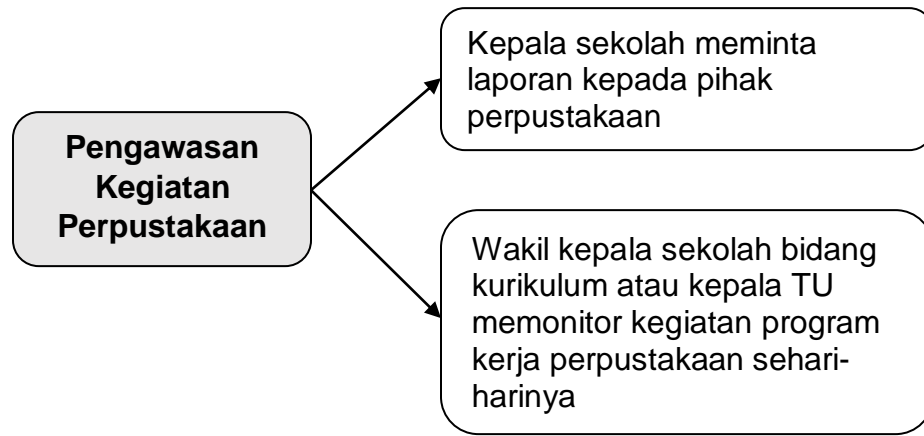 Kepala sekolah meminta
laporan kepada pihak
perpustakaan
Pengawasan
Kegiatan
Perpustakaan
Wakil kepala sekolah bidang
kurikulum atau kepala TU
memonitor kegiatan program
kerja perpustakaan sehari-
harinya